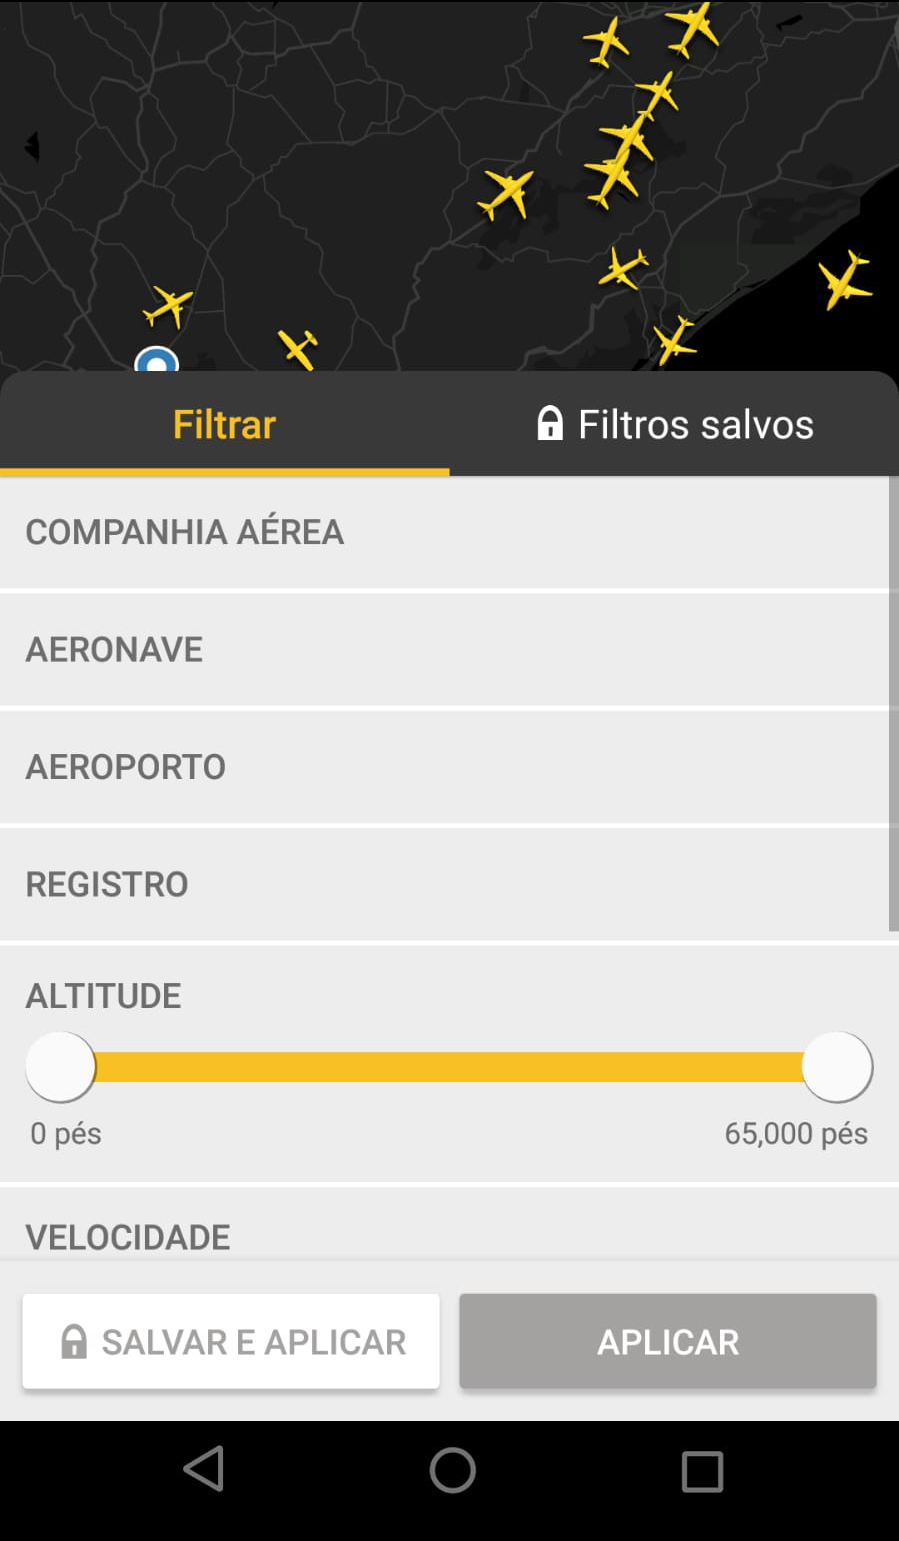 Filtrar
Filtros salvos
COMPANHIA AÉREA
AERONAVE
AEROPORTO
REGISTRO
ALTITUDE
0 pés
65,000 pés
VELOCIDADE
SALVAR E APLICAR
APLICAR